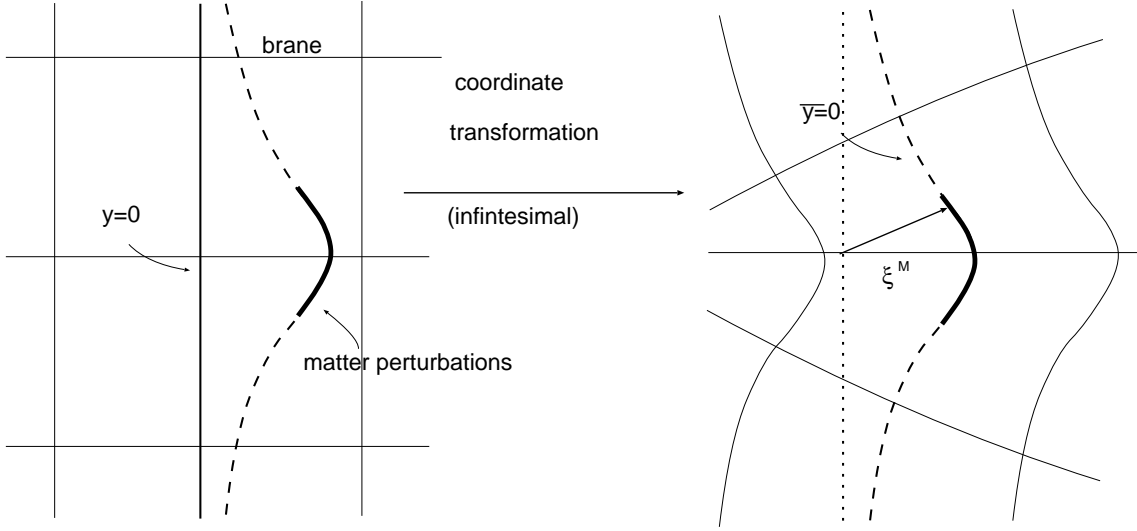 brane
y=0
matter perturbations
coordinate
transformation
(infintesimal)
y̅=0
ξ^M